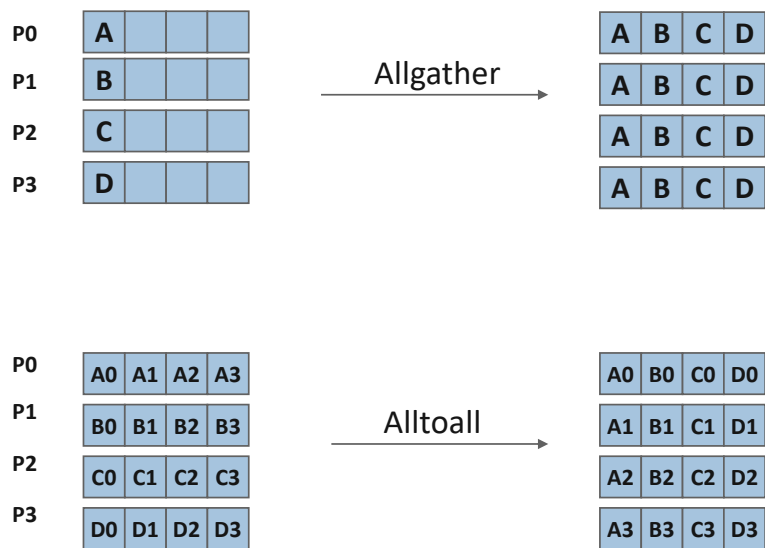 P0 A A B C D
P1 B Allgather A B C D
P2 C A B C D
P3 D A B C D
P0 A0 A1 A2 A3 A0 B0 C0 D0
P1 B0 B1 B2 B3 Alltoall A1 B1 C1 D1
P2 C0 C1 C2 C3 A2 B2 C2 D2
P3 D0 D1 D2 D3 A3 B3 C3 D3